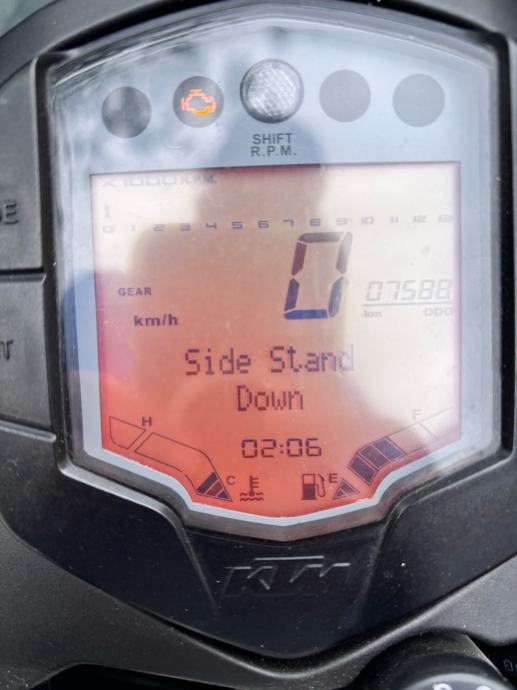 SHIFT
R.P.M.
X1000 R.P.M.
1
0 1 2 3 4 5 6 7 8 9 10 11 12 13
0
GEAR
07588
km/h
km ODO
Side Stand
Down
H F
02:06
C E
KTM